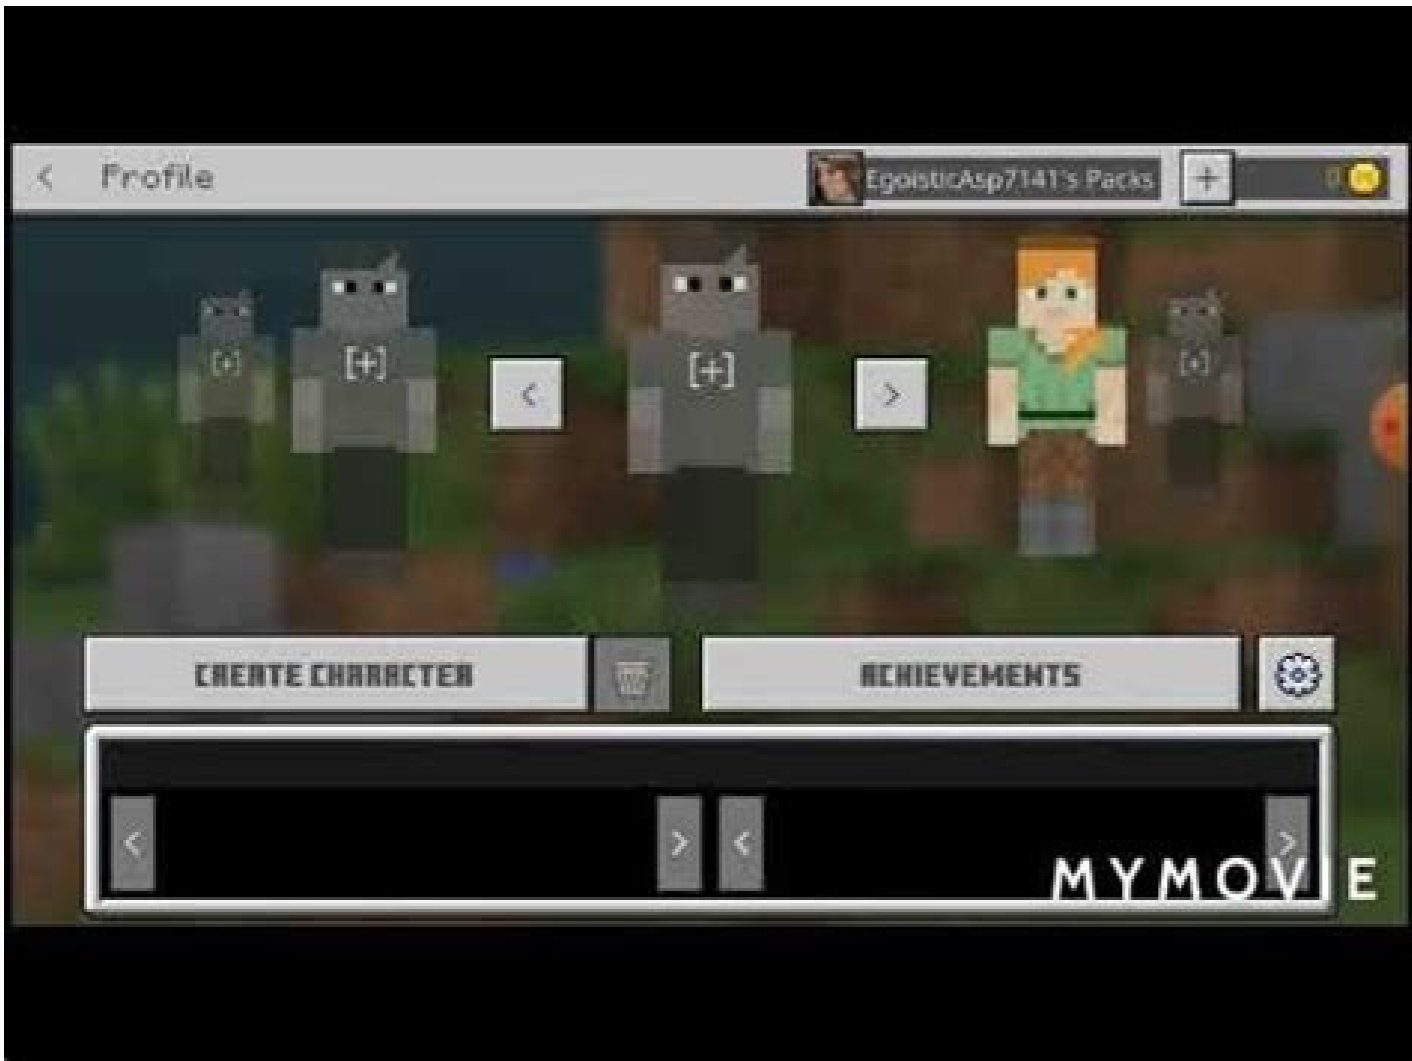 < Profile
EgoisticAsp7141's Packs
+
0
[+] [+] [+] [+]
< >
CREATE CHARACTER
ACHIEVEMENTS
< > < >
MYMOVIE